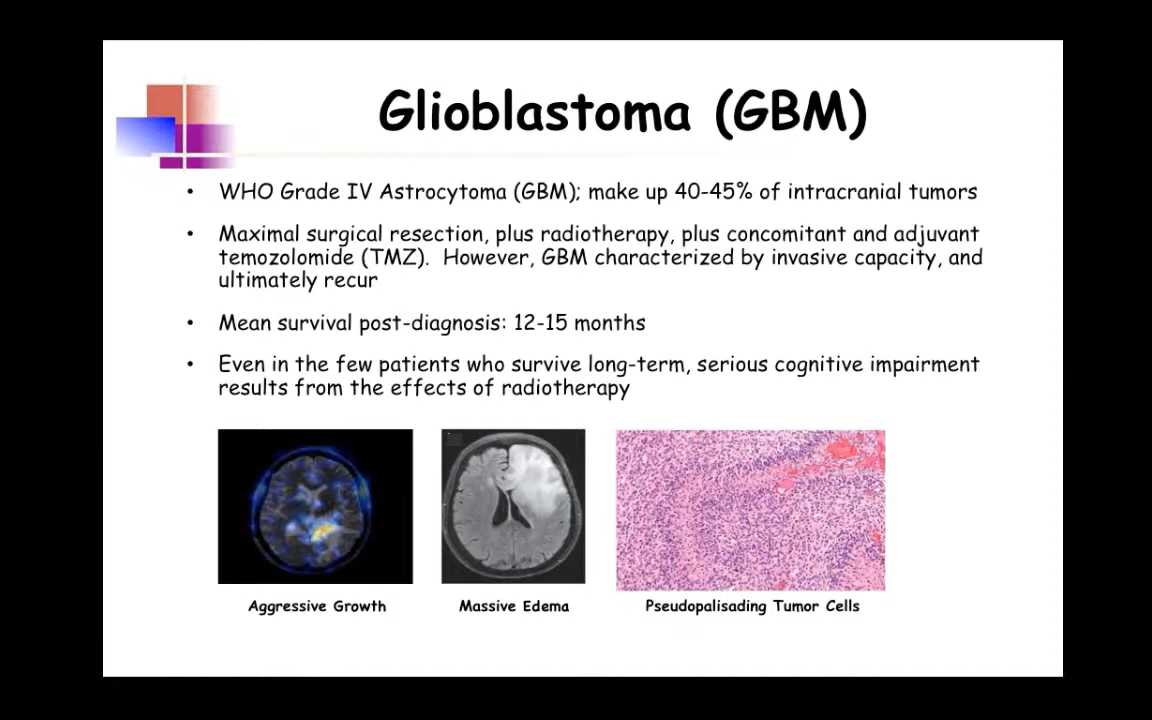 Glioblastoma (GBM)
• WHO Grade IV Astrocytoma (GBM); make up 40-45% of intracranial tumors
• Maximal surgical resection, plus radiotherapy, plus concomitant and adjuvant
temozolomide (TMZ). However, GBM characterized by invasive capacity, and
ultimately recur
• Mean survival post-diagnosis: 12-15 months
• Even in the few patients who survive long-term, serious cognitive impairment
results from the effects of radiotherapy
Aggressive Growth
Massive Edema
Pseudopalisading Tumor Cells